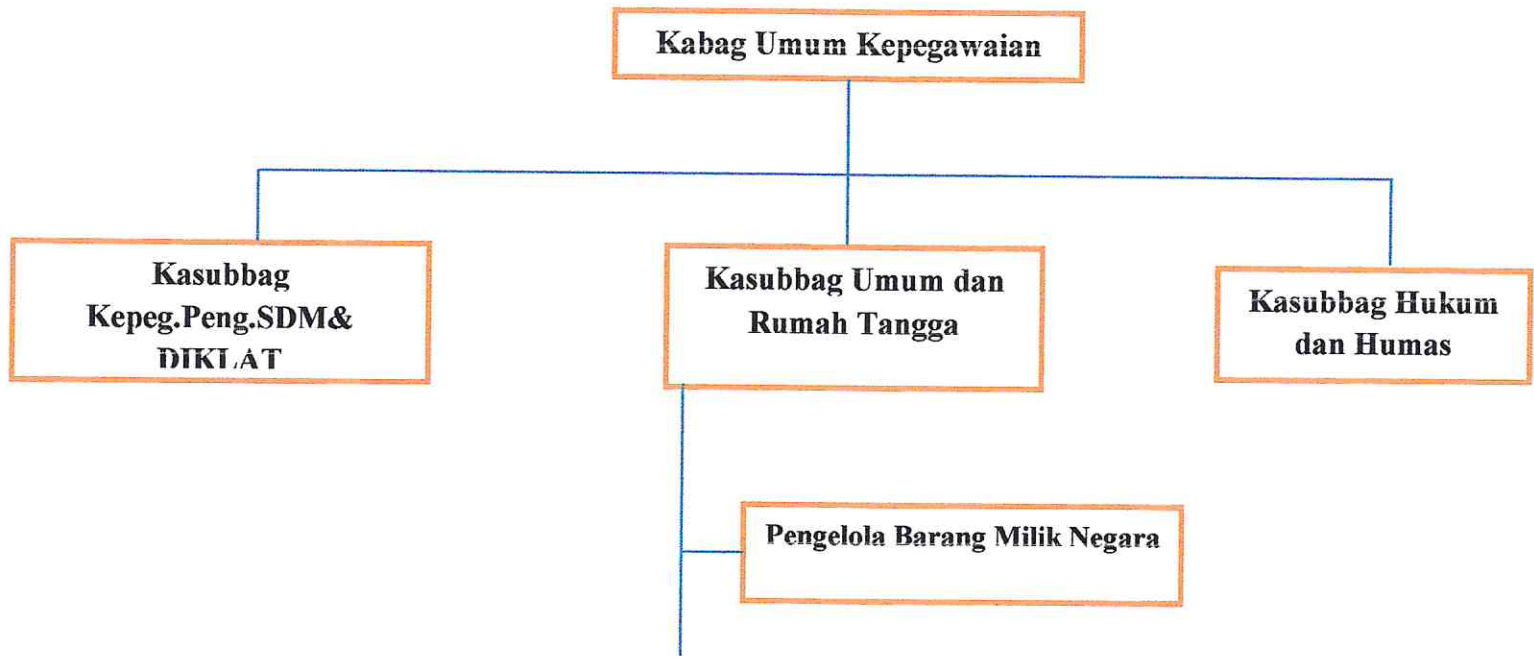 Kabag Umum Kepegawaian
Kasubbag
Kepeg.Peng.SDM&
DIKLAT
Kasubbag Umum dan
Rumah Tangga
Kasubbag Hukum
dan Humas
Pengelola Barang Milik Negara